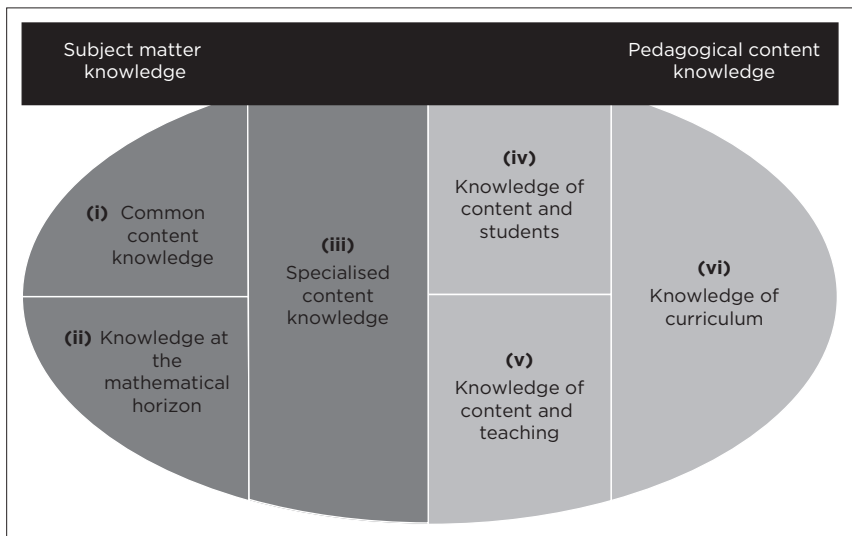 Subject matter
knowledge
Pedagogical content
knowledge
(i) Common
content
knowledge
(ii) Knowledge at
the
mathematical
horizon
(iii)
Specialised
content
knowledge
(iv)
Knowledge of
content and
students
(v)
Knowledge of
content and
teaching
(vi)
Knowledge of
curriculum